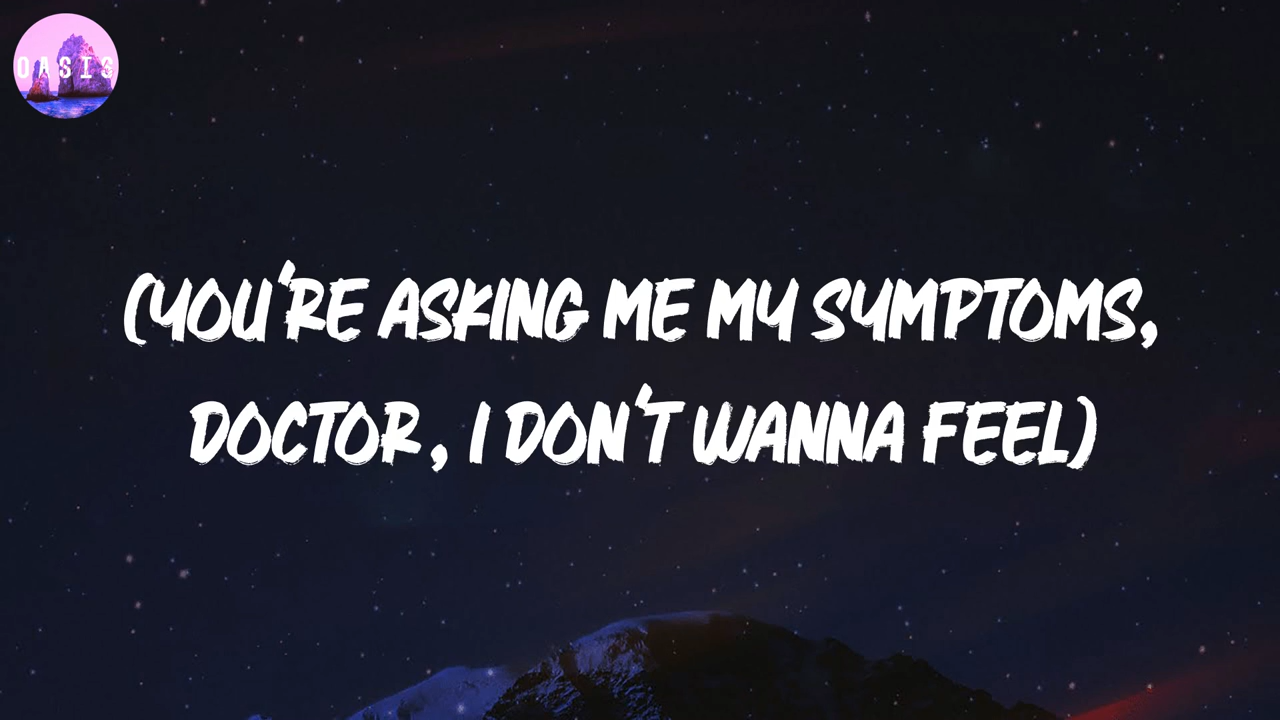 OASIS
(YOU'RE ASKING ME MY SYMPTOMS,
DOCTOR, I DON'T WANNA FEEL)